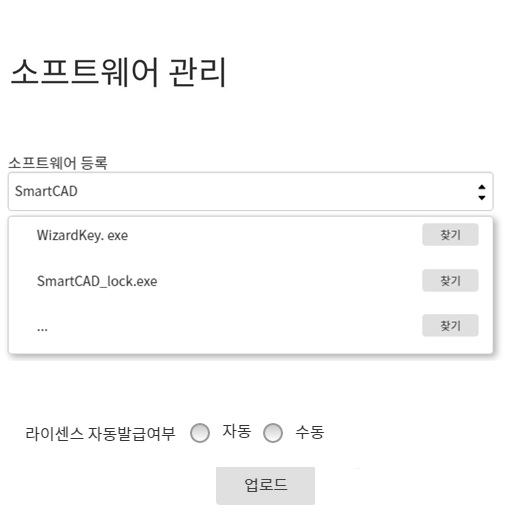 소프트웨어 관리
소프트웨어 등록
SmartCAD
WizardKey. exe 찾기
SmartCAD_lock.exe 찾기
... 찾기
라이센스 자동발급여부 자동 수동
업로드